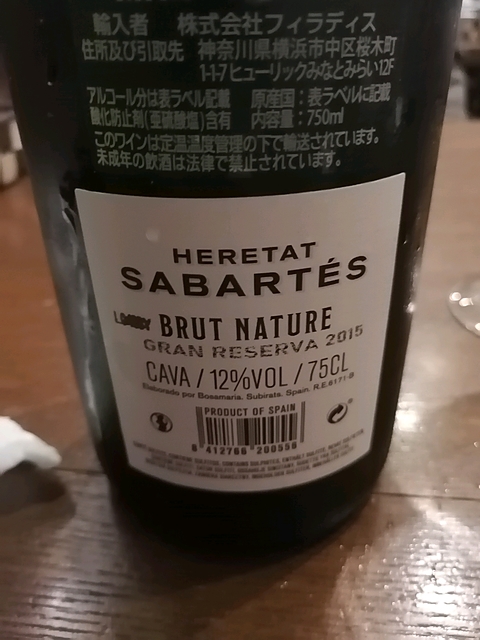 輸入者 株式会社フィラディス
住所及び引取先 神奈川県横浜市中区桜木町
1-1-7ヒューリックみなとみらい12F
アルコール分は表ラベルに記載 原産国：表ラベルに記載
酸化防止剤(亜硫酸塩)含有 内容量：750ml
このワインは定温温度管理の下で輸送されています。
未成年の飲酒は法律で禁止されています。
HERETAT
SABARTÉS
BRUT NATURE
GRAN RESERVA 2015
CAVA / 12%VOL / 75CL
Elaborado por Bosamaria. Subirats. Spain. R.E.6171-B
PRODUCT OF SPAIN
8 412766 200556